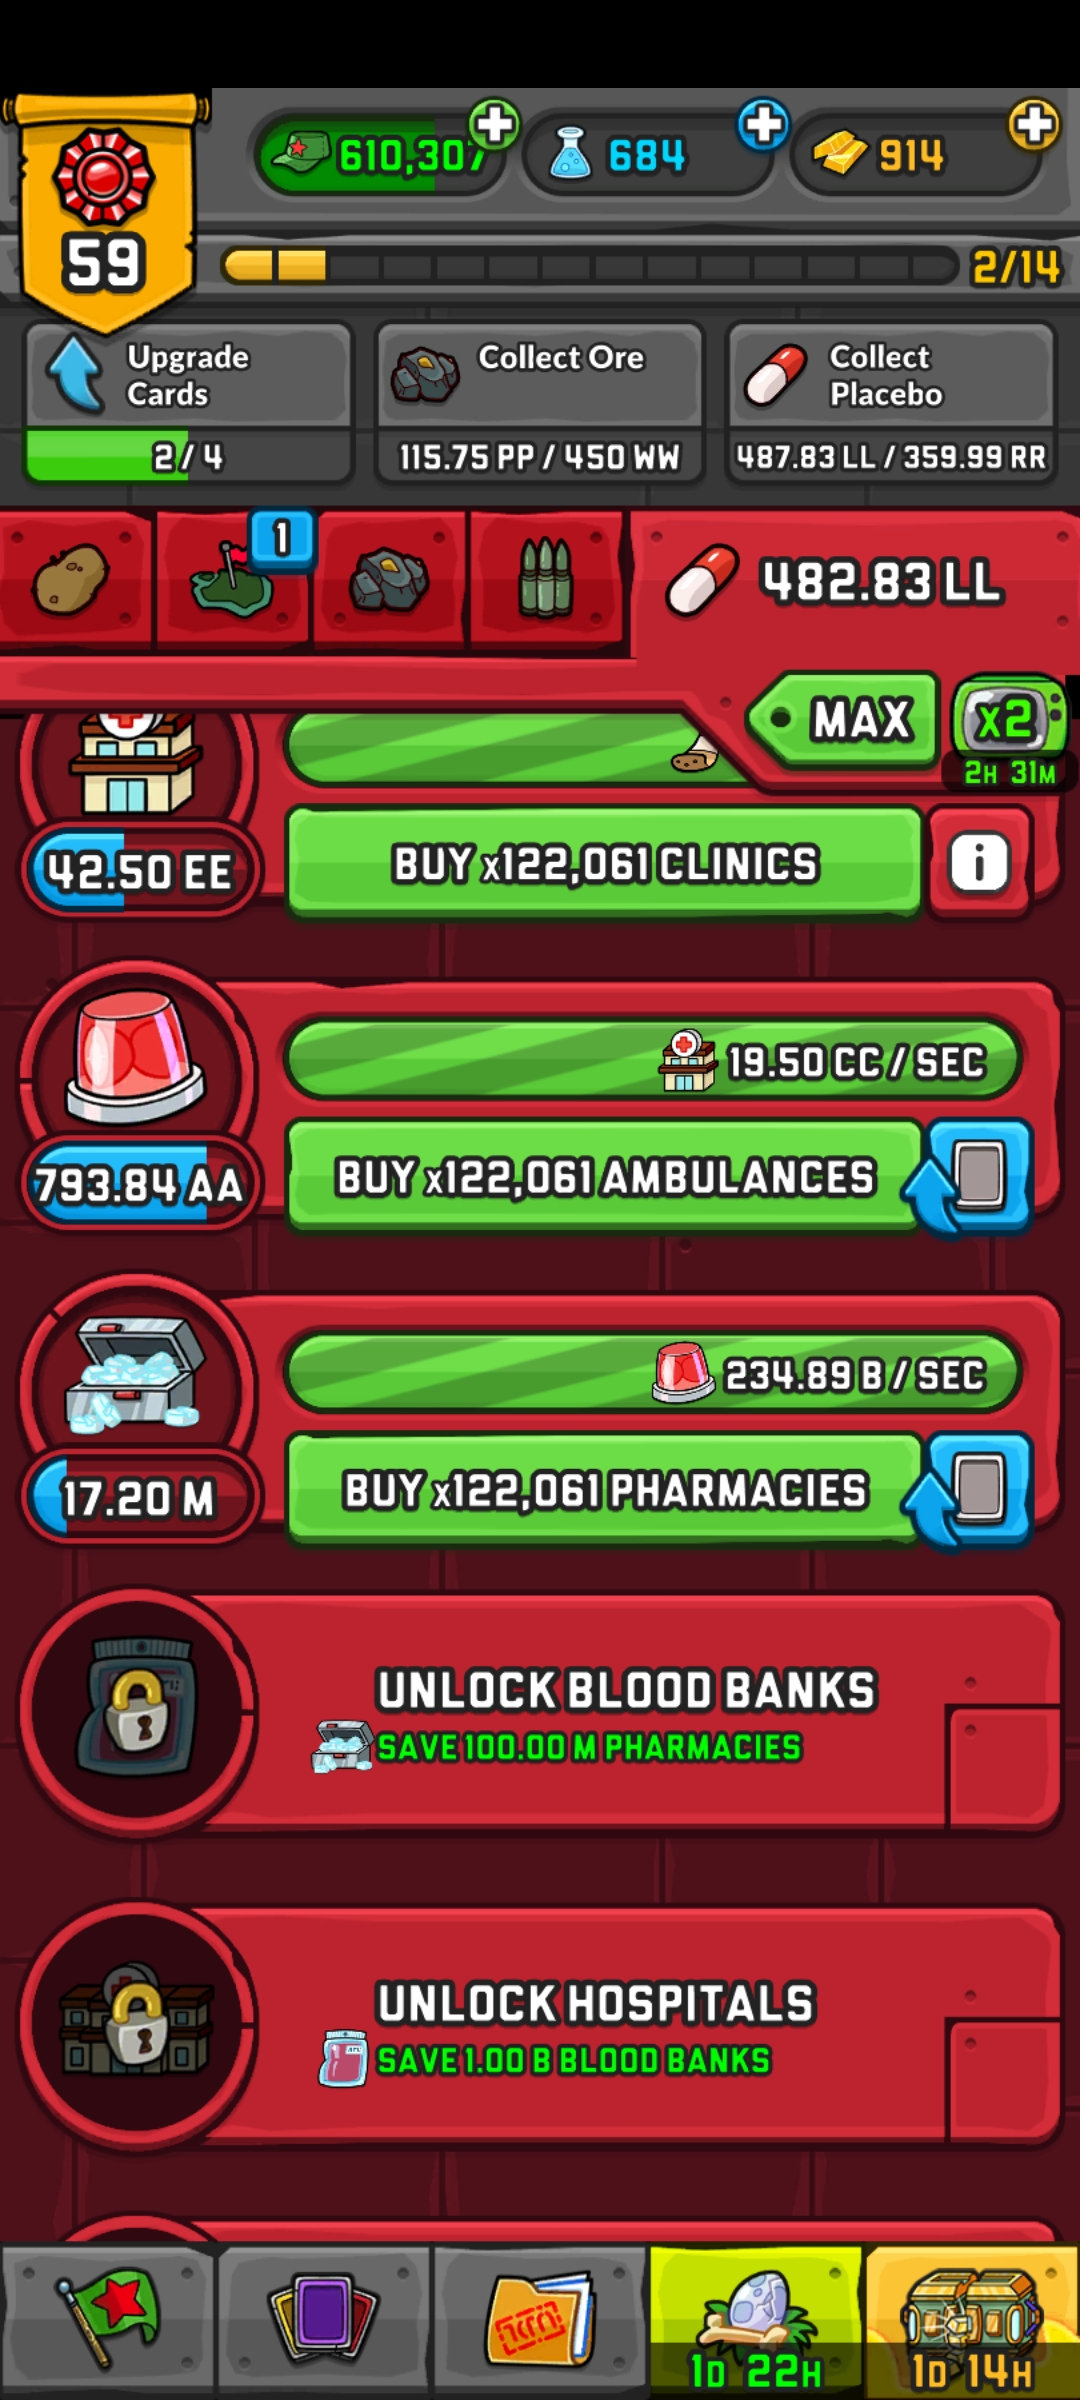 610,307
684
914
59
2/14
Upgrade
Cards
2/4
Collect Ore
115.75 PP / 450 WW
Collect
Placebo
487.83 LL / 359.99 RR
1
482.83 LL
MAX
x2
2H 31M
42.50 EE
BUY x122,061 CLINICS
i
19.50 CC / SEC
793.84 AA
BUY x122,061 AMBULANCES
234.89 B / SEC
17.20 M
BUY x122,061 PHARMACIES
UNLOCK BLOOD BANKS
SAVE 100.00 M PHARMACIES
UNLOCK HOSPITALS
SAVE 1.00 B BLOOD BANKS
1D 22H
1D 14H